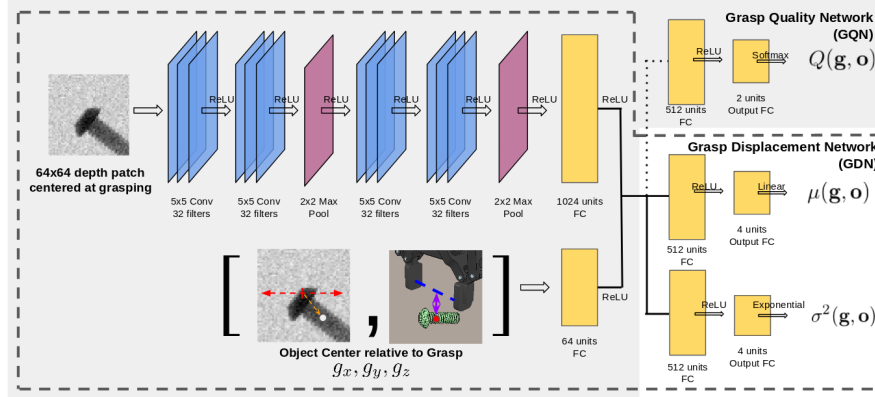 Grasp Quality Network
(GQN)
ReLU
ReLU
ReLU
ReLU
ReLU
ReLU
ReLU
ReLU
Softmax
Q(g, o)
64x64 depth patch
centered at grasping
5x5 Conv
32 filters
5x5 Conv
32 filters
2x2 Max
Pool
5x5 Conv
32 filters
5x5 Conv
32 filters
2x2 Max
Pool
1024 units
FC
512 units
FC
2 units
Output FC
Grasp Displacement Network
(GDN)
ReLU
Linear
μ(g, o)
512 units
FC
4 units
Output FC
[ , ]
ReLU
64 units
FC
Object Center relative to Grasp
g_x, g_y, g_z
ReLU
Exponential
σ²(g, o)
512 units
FC
4 units
Output FC